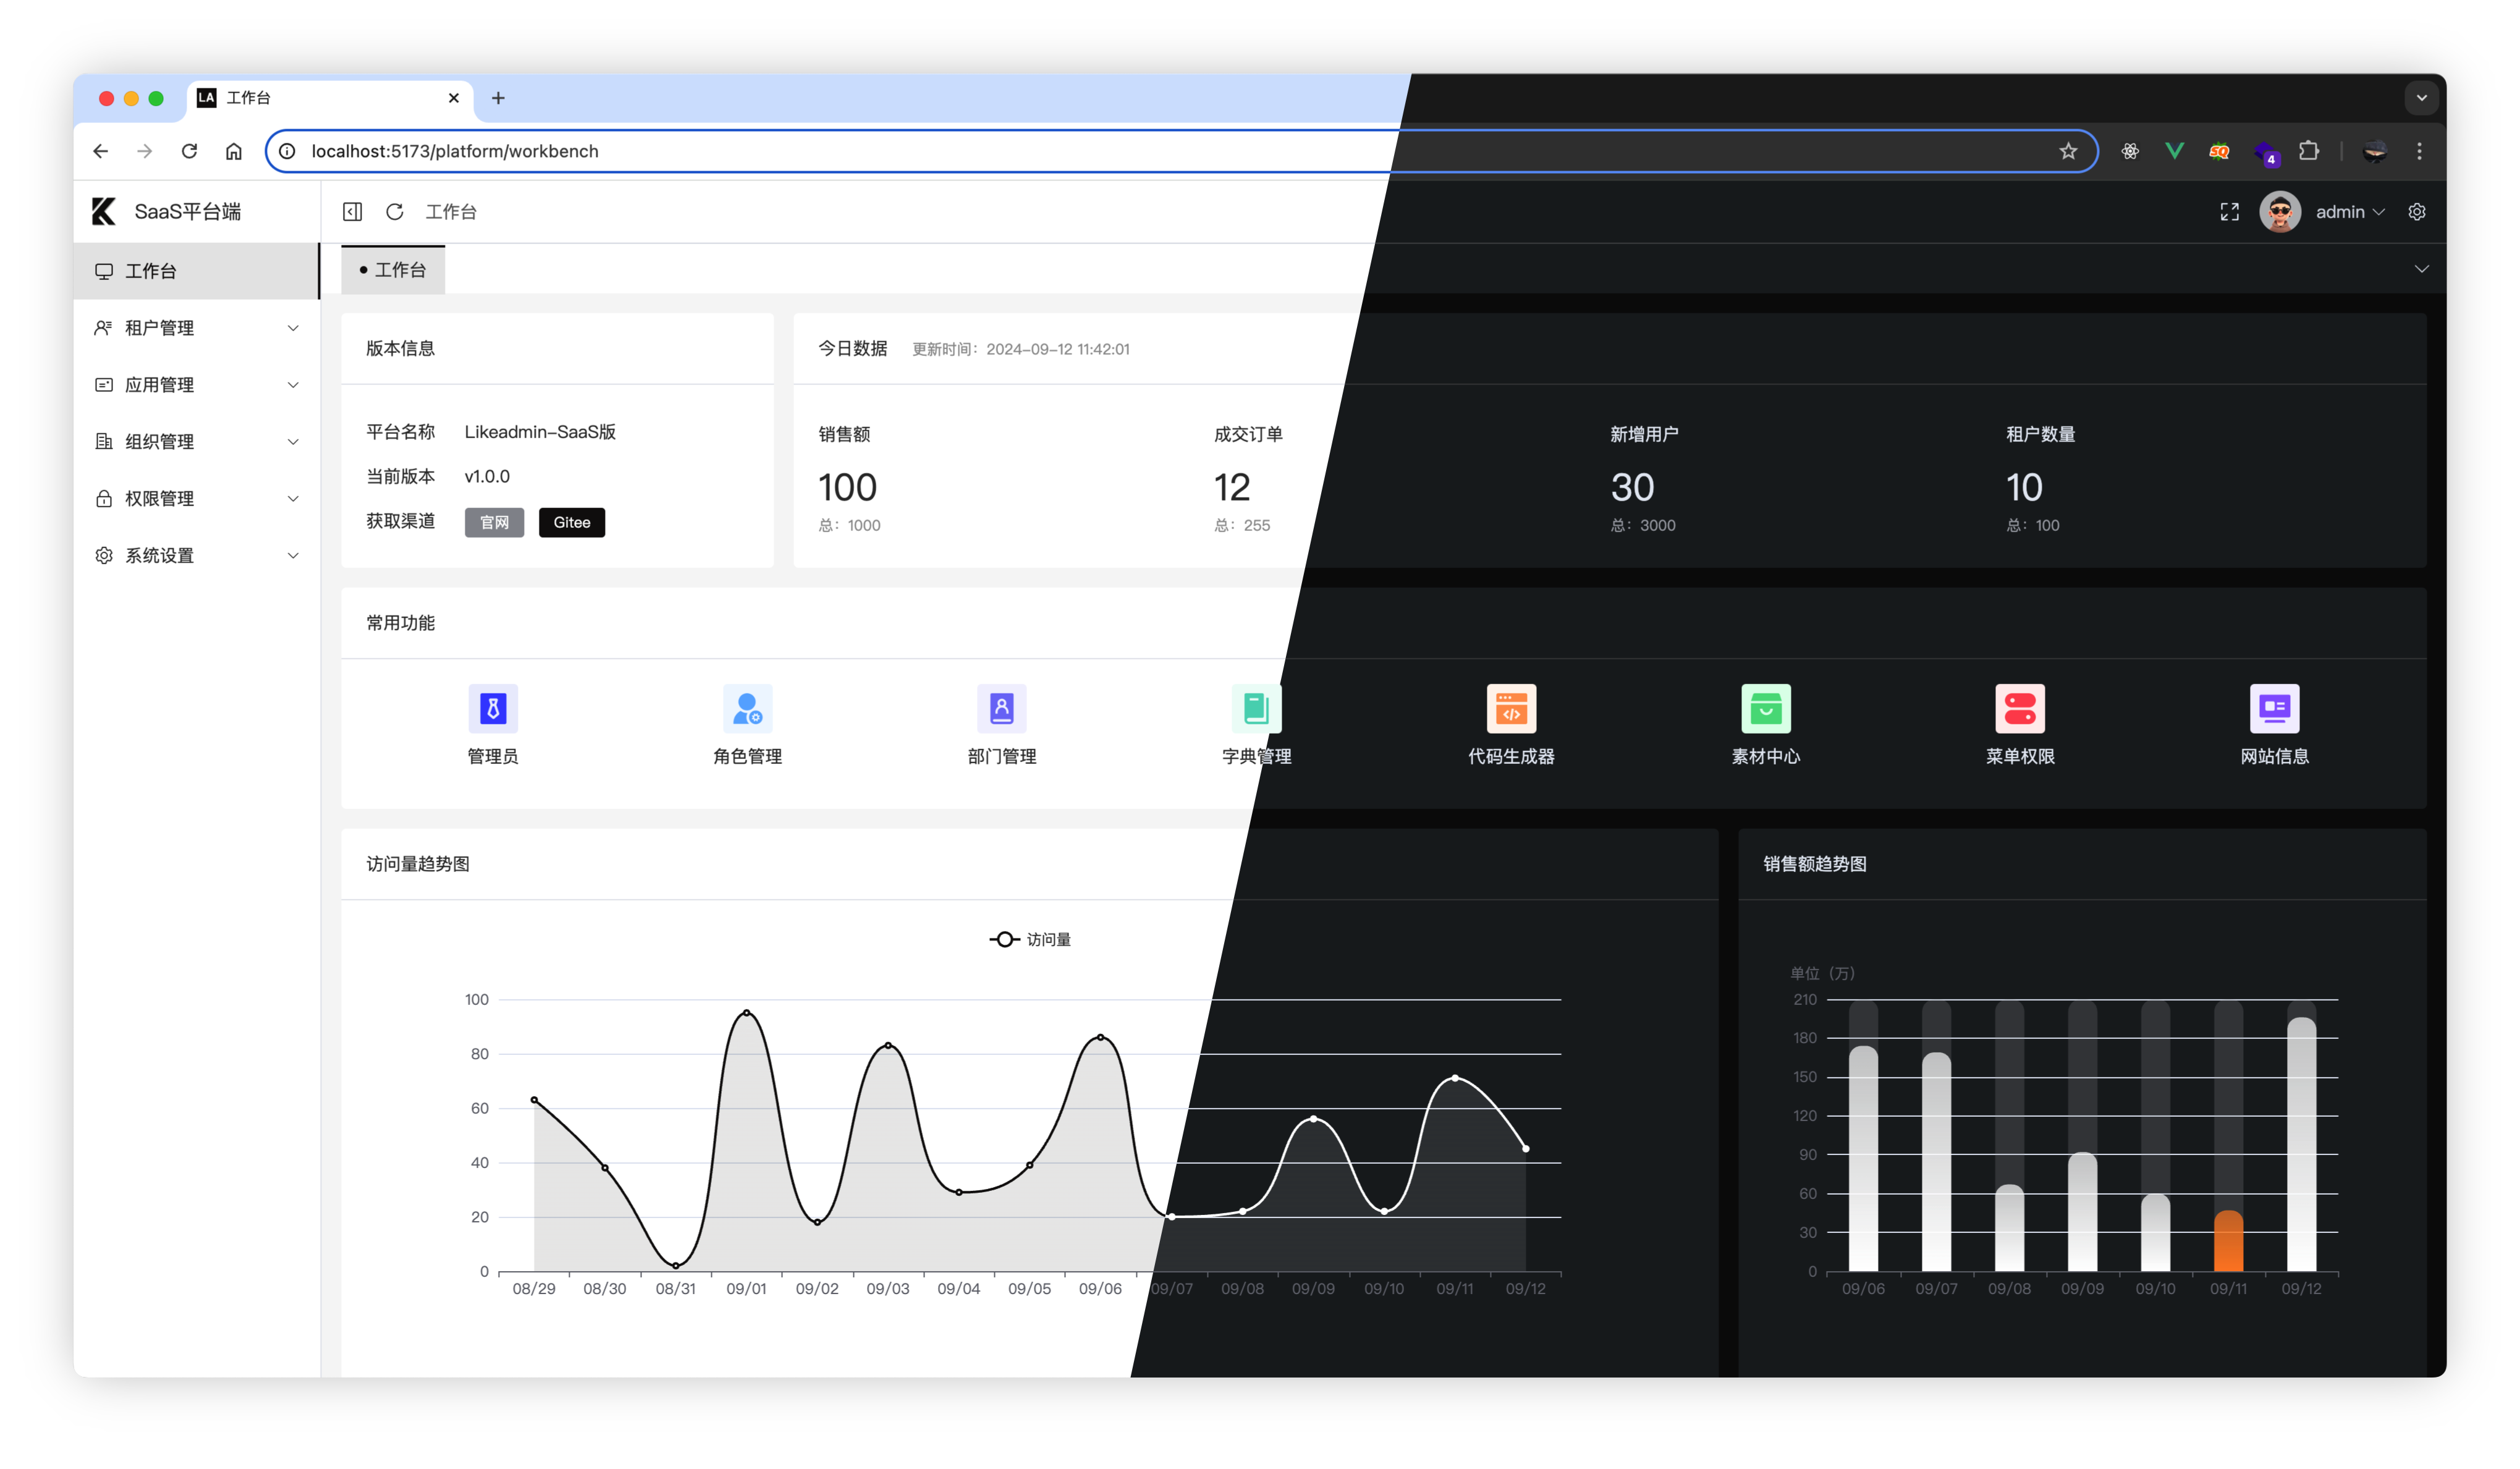 LA 工作台
localhost:5173/platform/workbench
SQ
4
SaaS平台端
工作台
admin
工作台
租户管理
应用管理
组织管理
权限管理
系统设置
工作台
版本信息
平台名称 Likeadmin-SaaS版
当前版本 v1.0.0
获取渠道 官网 Gitee
今日数据 更新时间：2024-09-12 11:42:01
销售额 成交订单 新增用户 租户数量
100 12 30 10
总：1000 总：255 总：3000 总：100
常用功能
管理员 角色管理 部门管理 字典管理 代码生成器 素材中心 菜单权限 网站信息
访问量趋势图
访问量
100
80
60
40
20
0
08/29 08/30 08/31 09/01 09/02 09/03 09/04 09/05 09/06 09/07 09/08 09/09 09/10 09/11 09/12
销售额趋势图
单位（万）
210
180
150
120
90
60
30
0
09/06 09/07 09/08 09/09 09/10 09/11 09/12